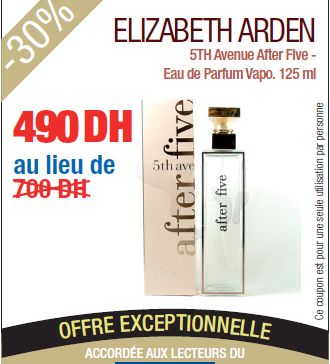 -30%
ELIZABETH ARDEN
5TH Avenue After Five -
Eau de Parfum Vapo. 125 ml
490 DH
au lieu de
700 DH
5th ave
after five
after five
Ce coupon est pour une seule utilisation par personne
OFFRE EXCEPTIONNELLE
ACCORDÉE AUX LECTEURS DU